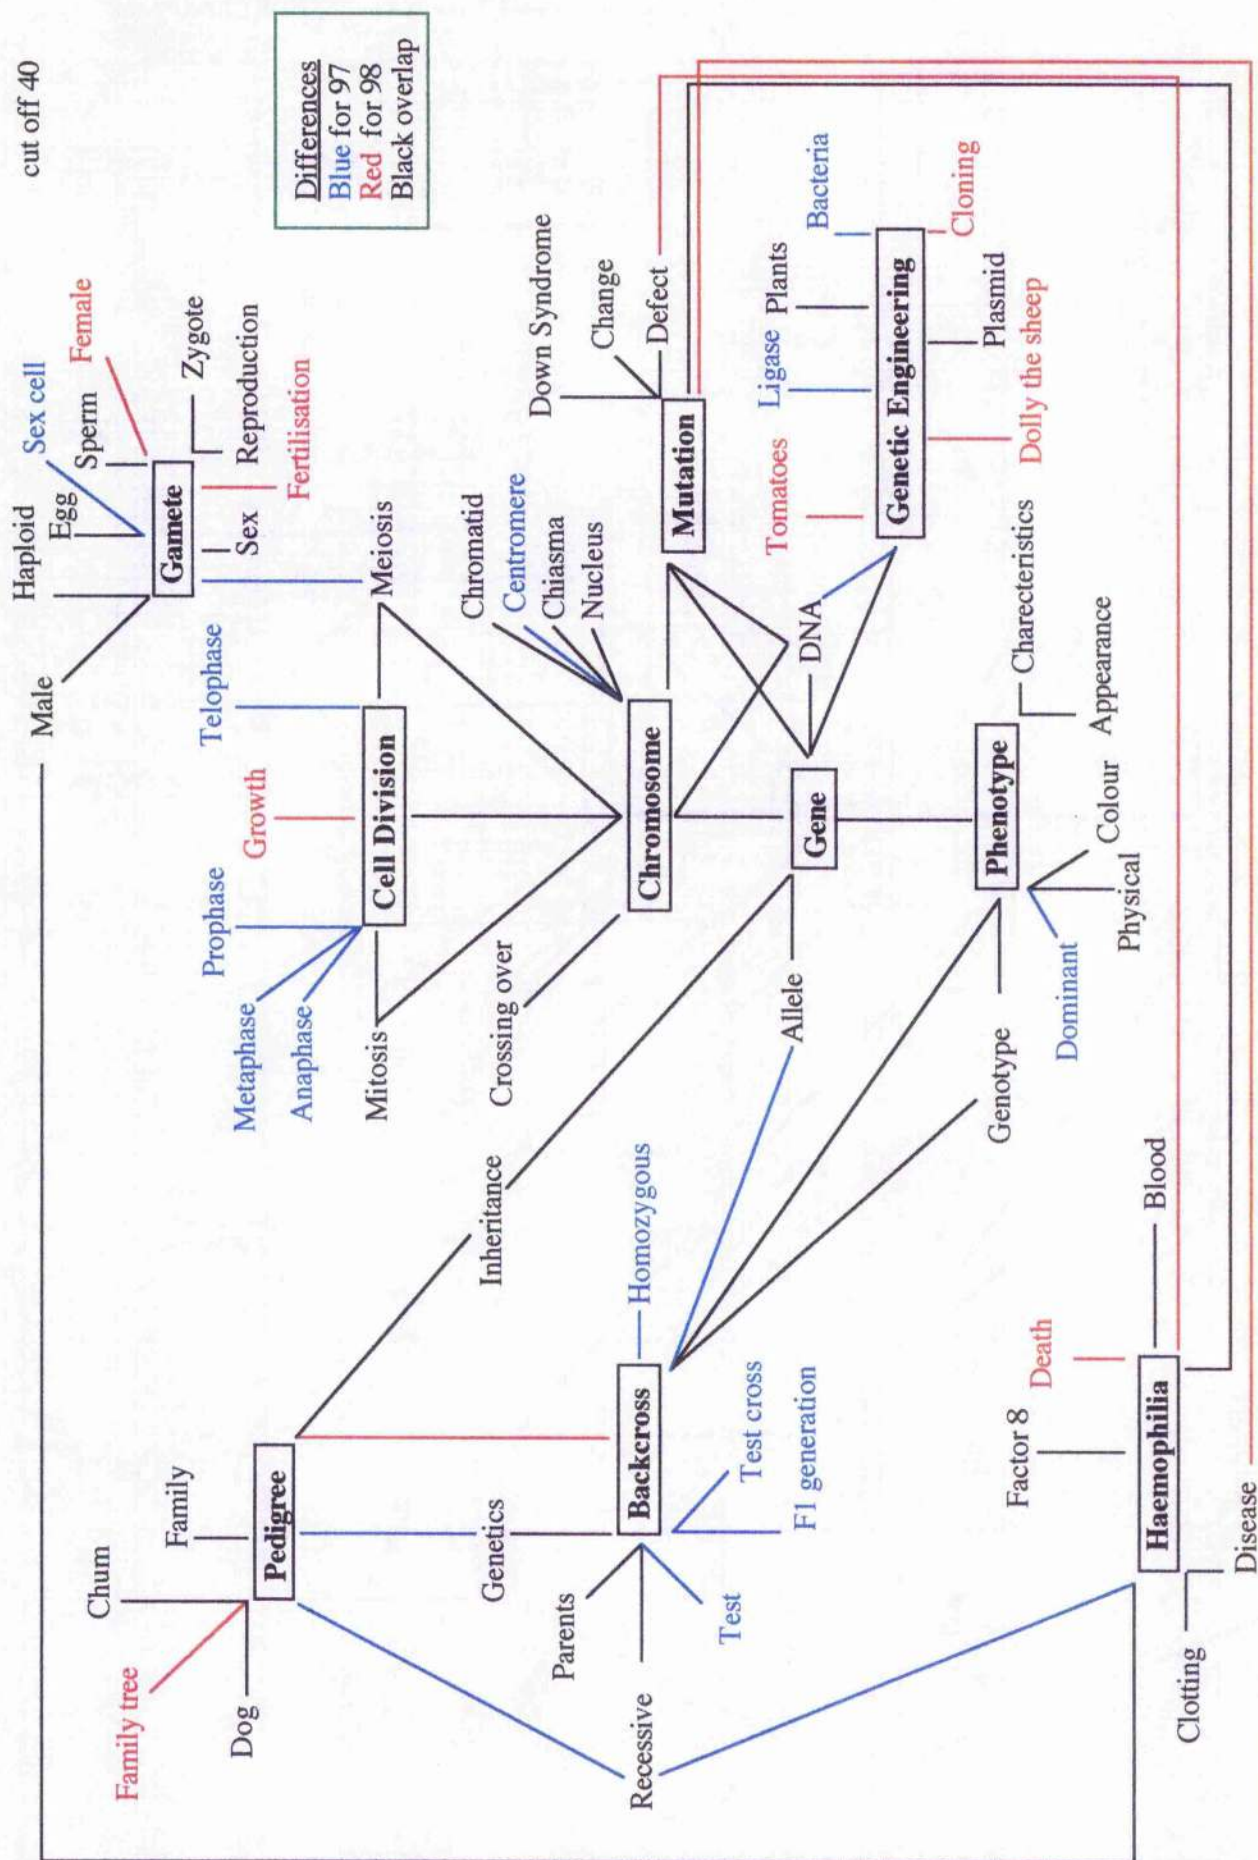 cut off 40
Differences
Blue for 97
Red for 98
Black overlap
Male
Haploid
Egg
Sex cell
Sperm
Female
Gamete
Zygote
Sex
Reproduction
Fertilisation
Chum
Family tree
Family
Dog
Pedigree
Prophase
Metaphase
Anaphase
Growth
Telophase
Cell Division
Mitosis
Meiosis
Genetics
Inheritance
Crossing over
Chromatid
Centromere
Chiasma
Nucleus
Down Syndrome
Change
Defect
Parents
Recessive
Backcross
Homozygous
Chromosome
Mutation
Test
Test cross
F1 generation
Allele
Gene
DNA
Tomatoes
Ligase
Plants
Bacteria
Genetic Engineering
Cloning
Plasmid
Dolly the sheep
Genotype
Phenotype
Charecteristics
Dominant
Physical
Colour
Appearance
Factor 8
Death
Haemophilia
Blood
Clotting
Disease